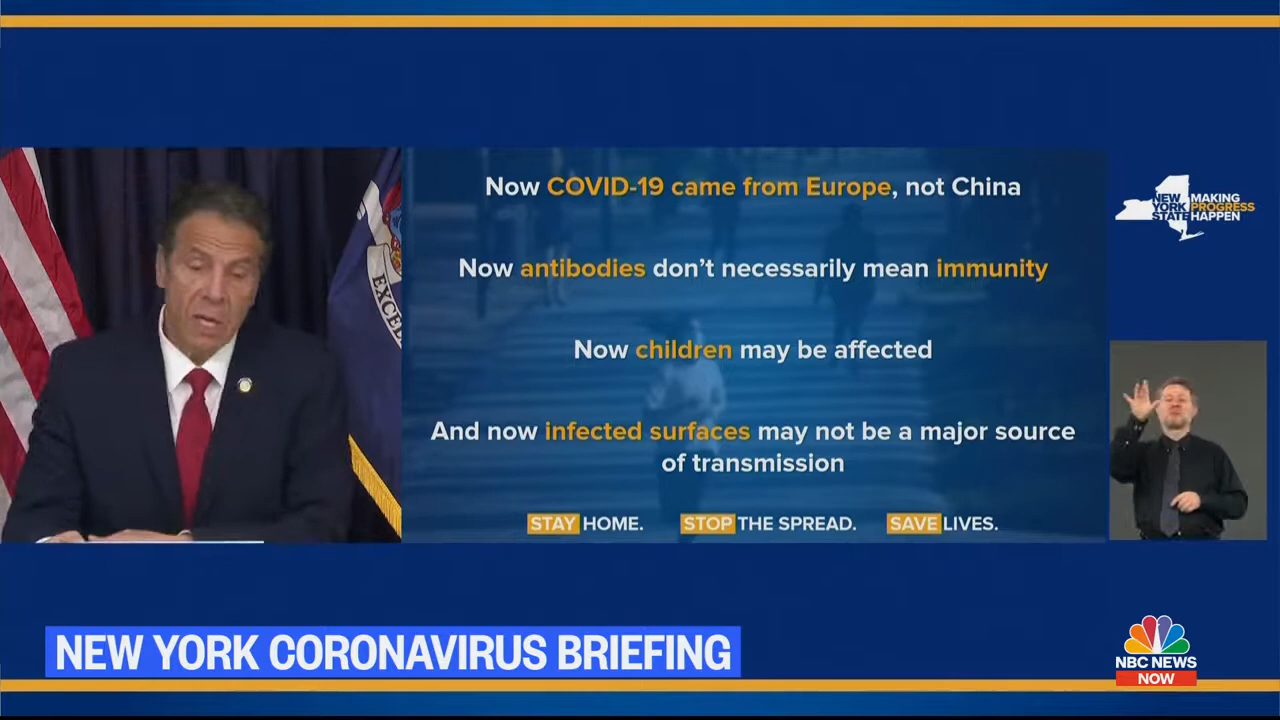 Now COVID-19 came from Europe, not China
Now antibodies don't necessarily mean immunity
Now children may be affected
And now infected surfaces may not be a major source
of transmission
STAY HOME. STOP THE SPREAD. SAVE LIVES.
EXCEL
NEW
YORK
STATE
MAKING
PROGRESS
HAPPEN
NEW YORK CORONAVIRUS BRIEFING
NBC NEWS
NOW